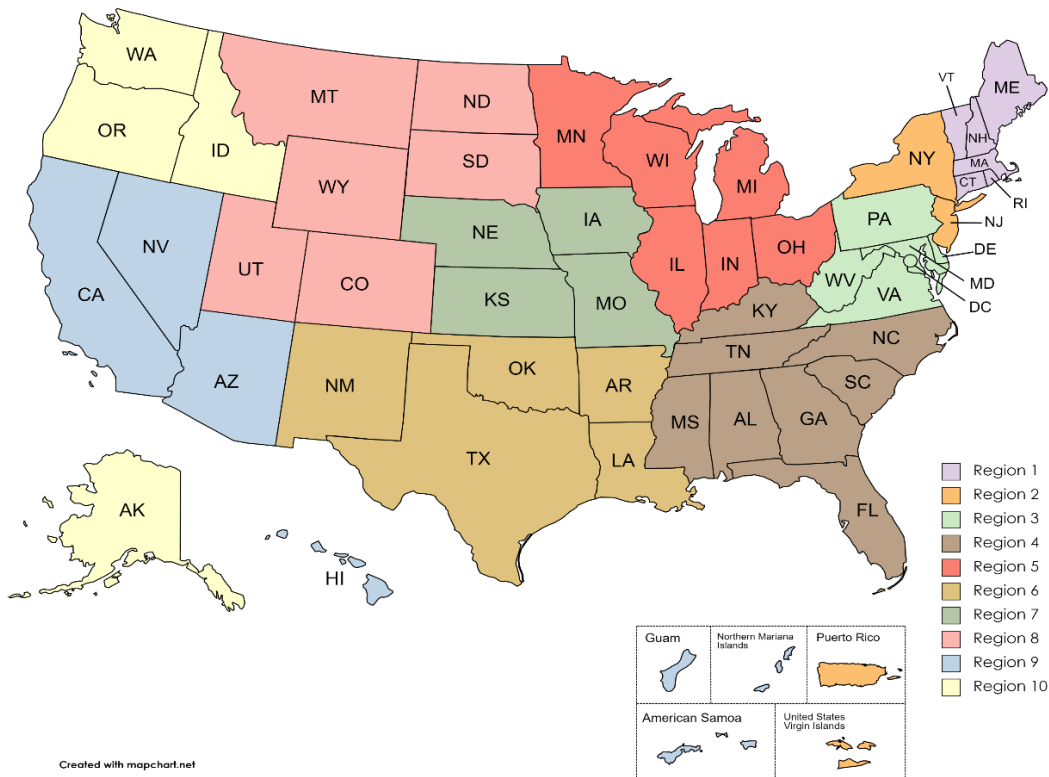 WA
MT
ND
MN
VT
ME
OR
ID
SD
WI
NH
NY
MA
WY
MI
CT
RI
NE
IA
PA
NJ
NV
OH
DE
UT
CO
IL
IN
WV
MD
CA
KS
MO
VA
DC
KY
NC
TN
AZ
NM
OK
AR
SC
MS
AL
GA
TX
LA
FL
AK
HI
Region 1
Region 2
Region 3
Region 4
Region 5
Region 6
Region 7
Region 8
Region 9
Region 10
Guam
Northern Mariana
Islands
Puerto Rico
American Samoa
United States
Virgin Islands
Created with mapchart.net